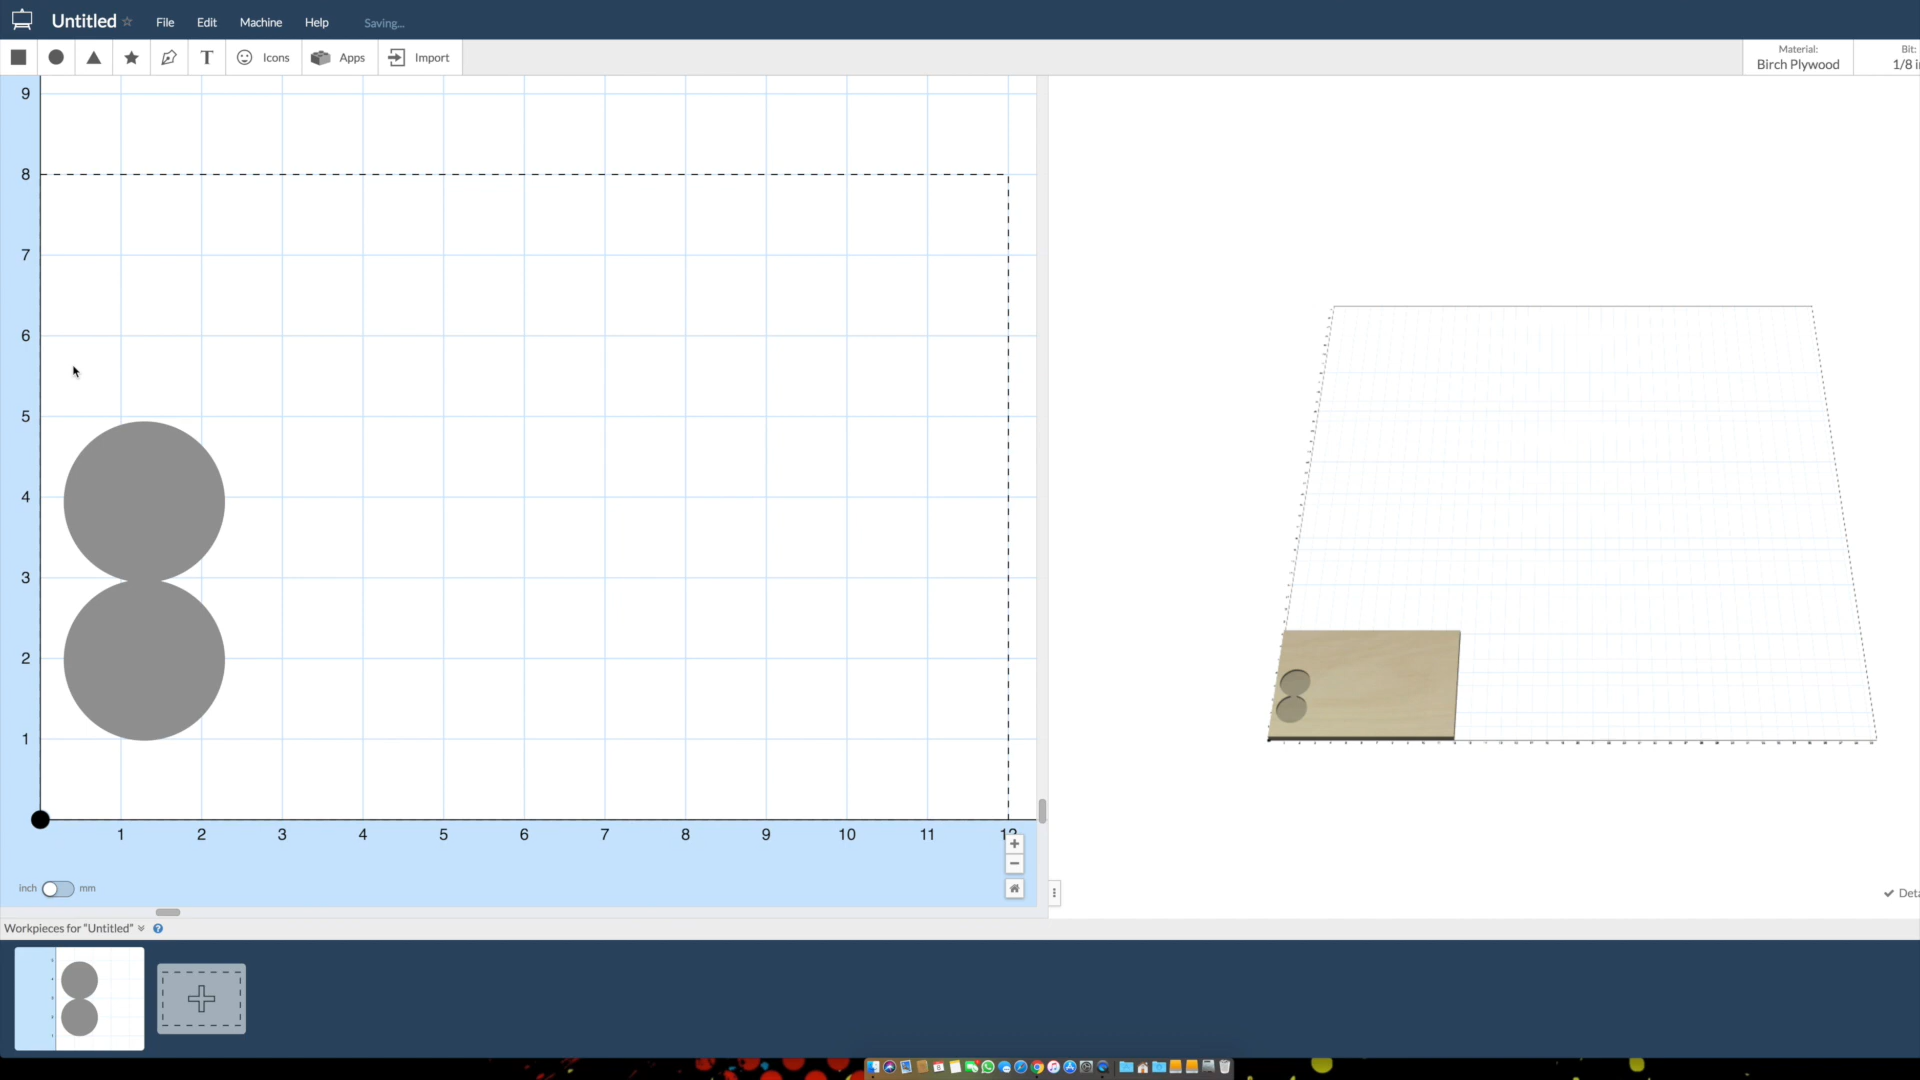 Untitled File Edit Machine Help Saving...
T Icons Apps Import
Material:
Birch Plywood
Bit:
1/8
9
8
7
6
5
4
3
2
1
1 2 3 4 5 6 7 8 9 10 11 12
inch mm
Workpieces for "Untitled" ?